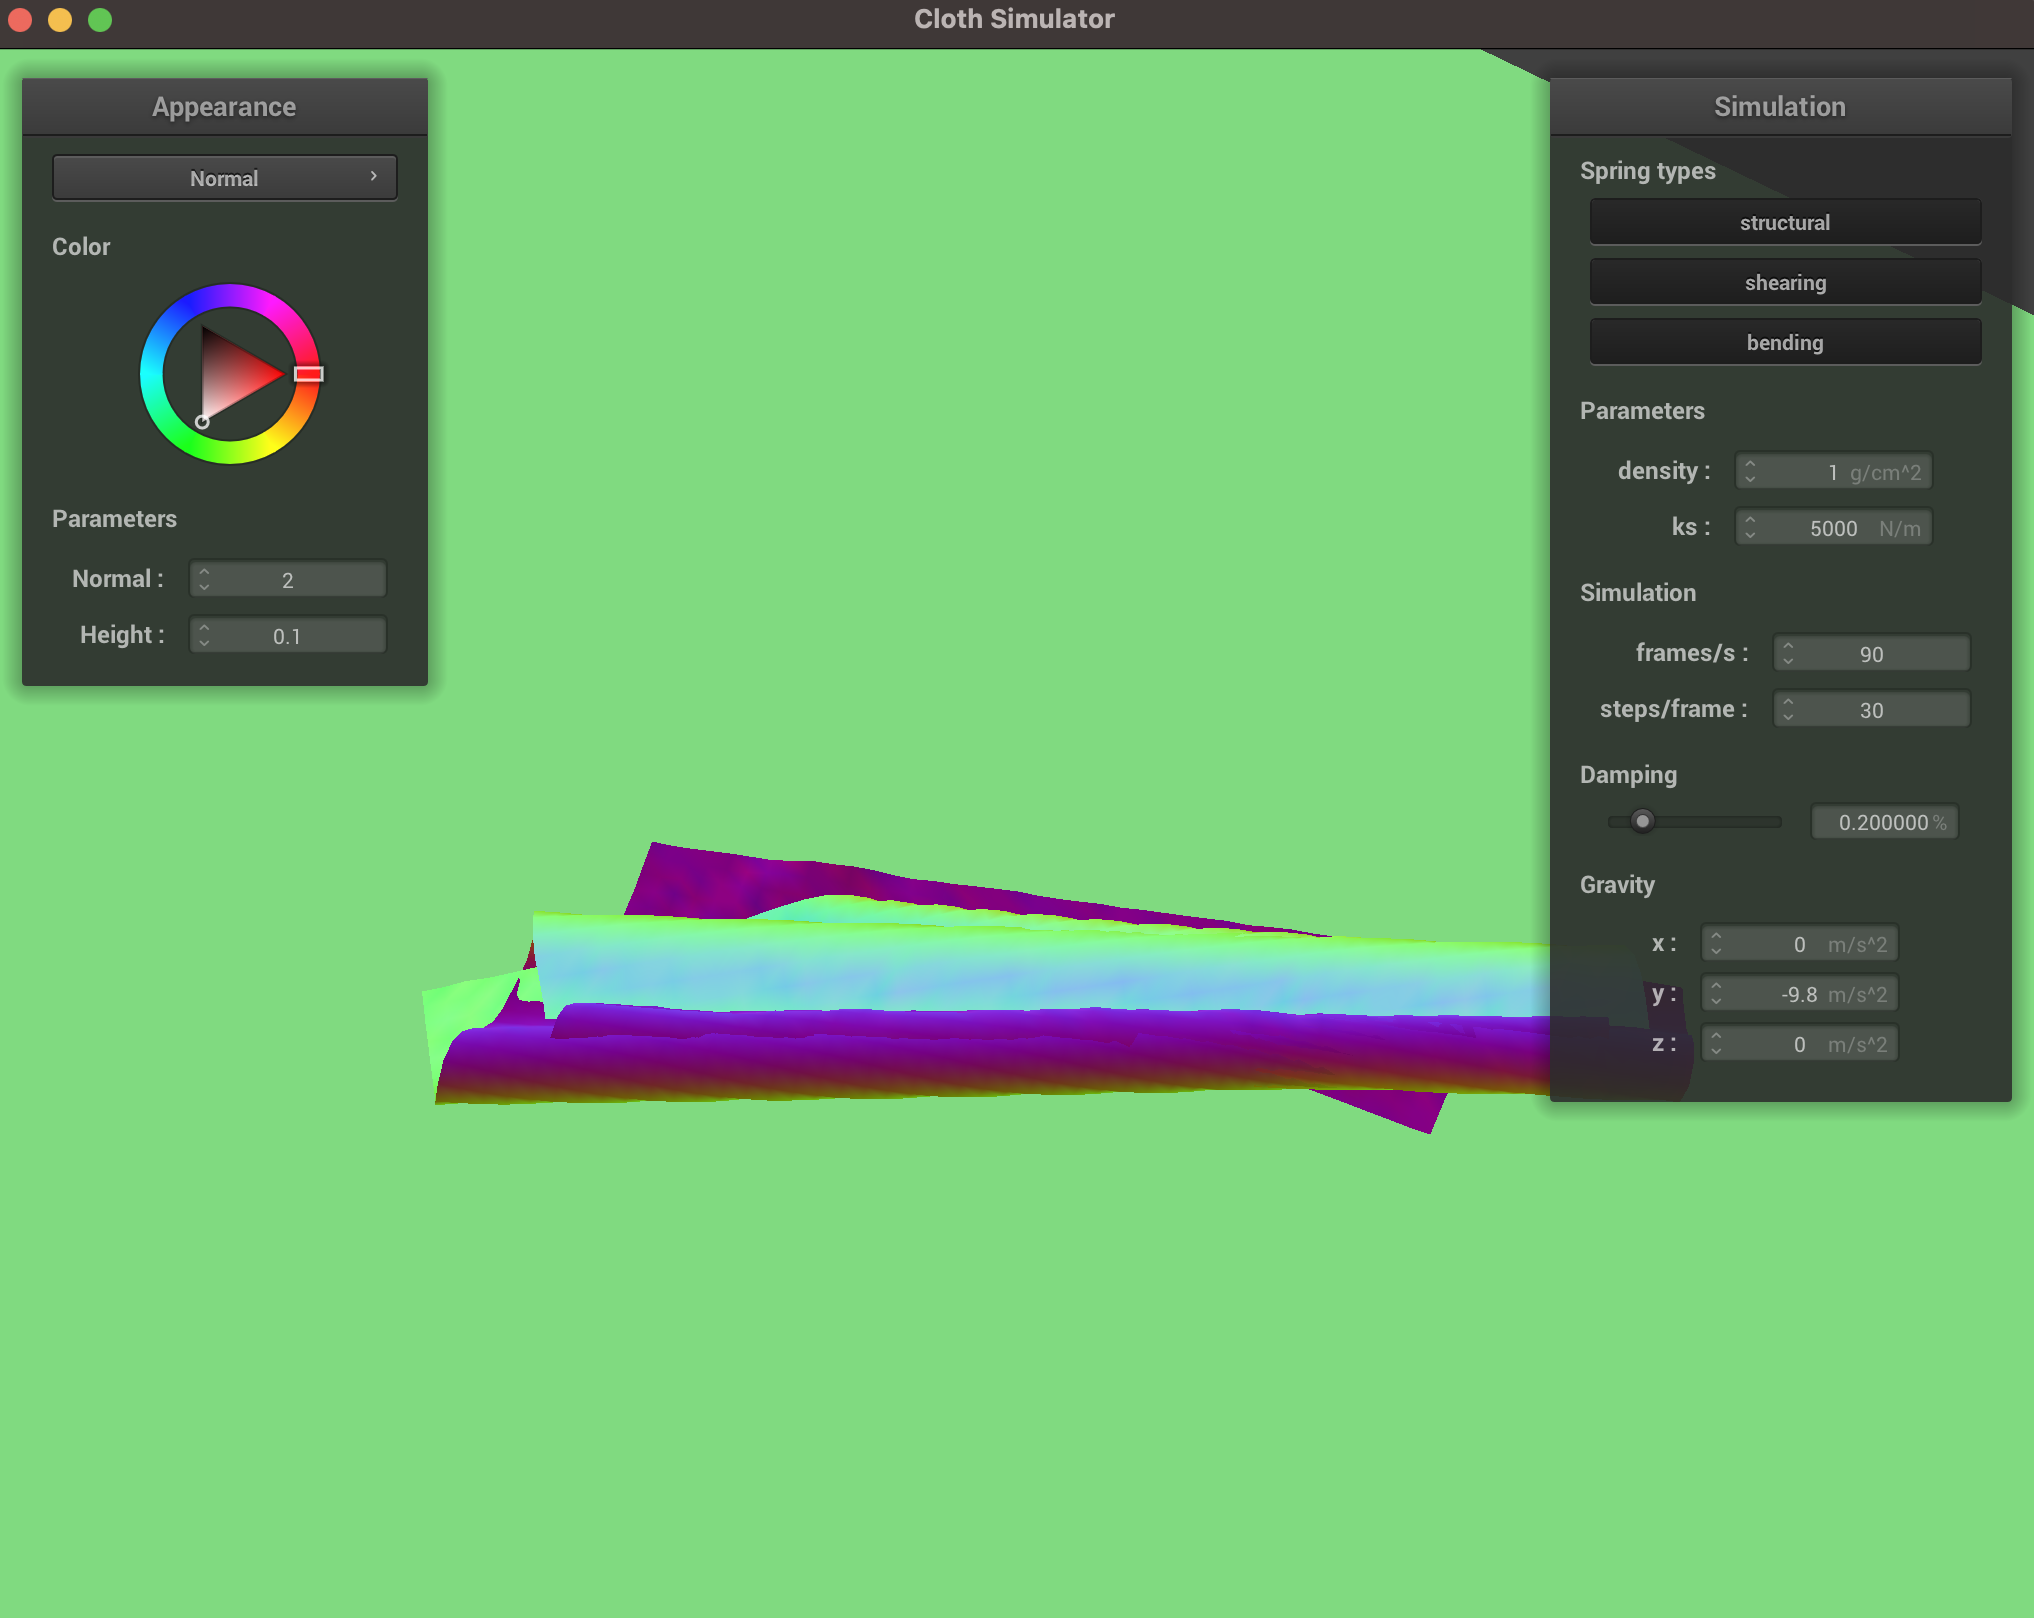 Cloth Simulator
Appearance
Normal
Color
Parameters
Normal : 2
Height : 0.1
Simulation
Spring types
structural
shearing
bending
Parameters
density : 1 g/cm^2
ks : 5000 N/m
Simulation
frames/s : 90
steps/frame : 30
Damping
0.200000 %
Gravity
x : 0 m/s^2
y : -9.8 m/s^2
z : 0 m/s^2